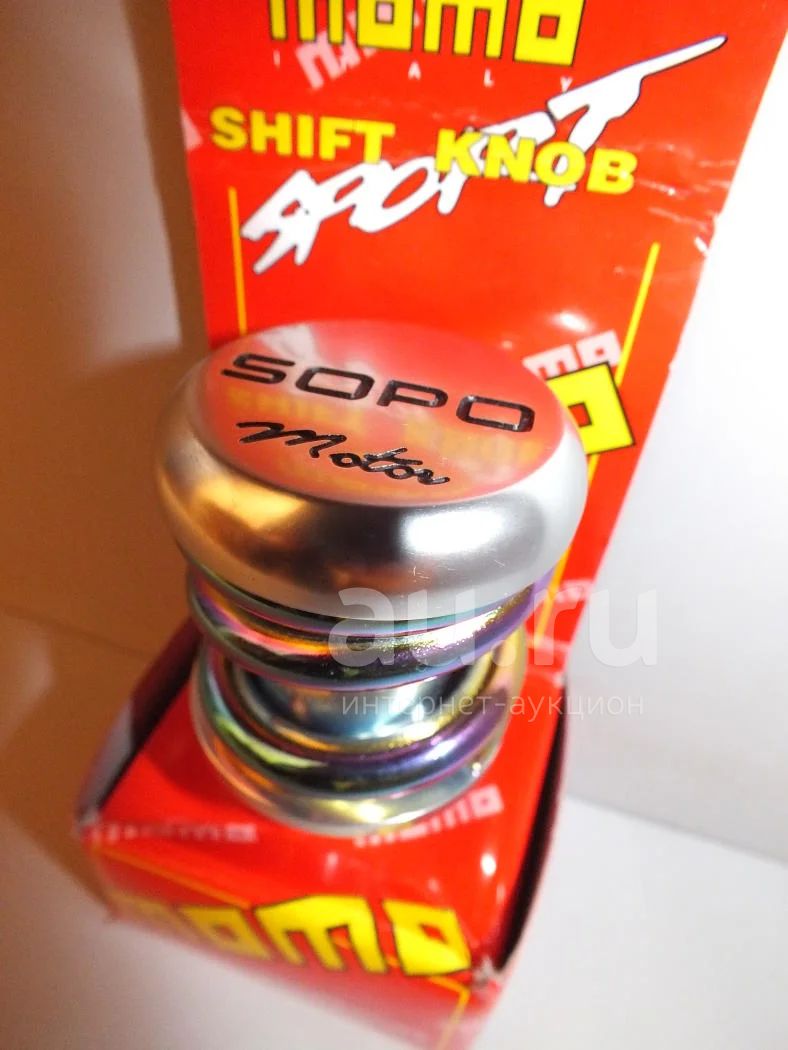 momo
ITALY
SHIFT KNOB
SPORT
SOPO
Motor
au.ru
интернет-аукцион
momo
momo